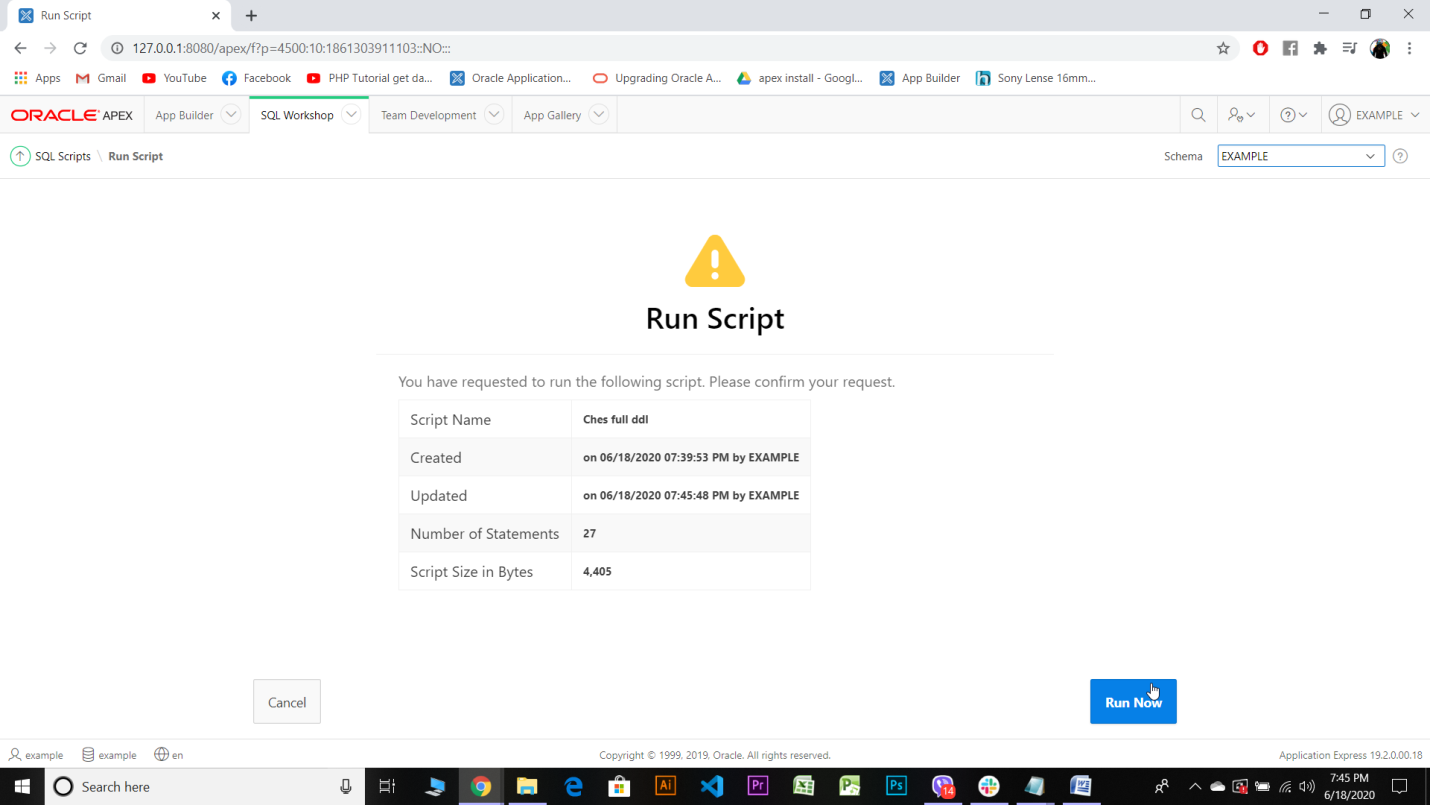 Run Script
127.0.0.1:8080/apex/f?p=4500:10:1861303911103::NO:::
Apps Gmail YouTube Facebook PHP Tutorial get da... Oracle Application... Upgrading Oracle A... apex install - Googl... App Builder Sony Lense 16mm...
ORACLE APEX App Builder SQL Workshop Team Development App Gallery EXAMPLE
SQL Scripts \ Run Script Schema EXAMPLE
Run Script
You have requested to run the following script. Please confirm your request.
Script Name Ches full ddl
Created on 06/18/2020 07:39:53 PM by EXAMPLE
Updated on 06/18/2020 07:45:48 PM by EXAMPLE
Number of Statements 27
Script Size in Bytes 4,405
Cancel Run Now
example example en Copyright © 1999, 2019, Oracle. All rights reserved. Application Express 19.2.0.00.18
Search here Ai Pr Ps 14 7:45 PM
6/18/2020